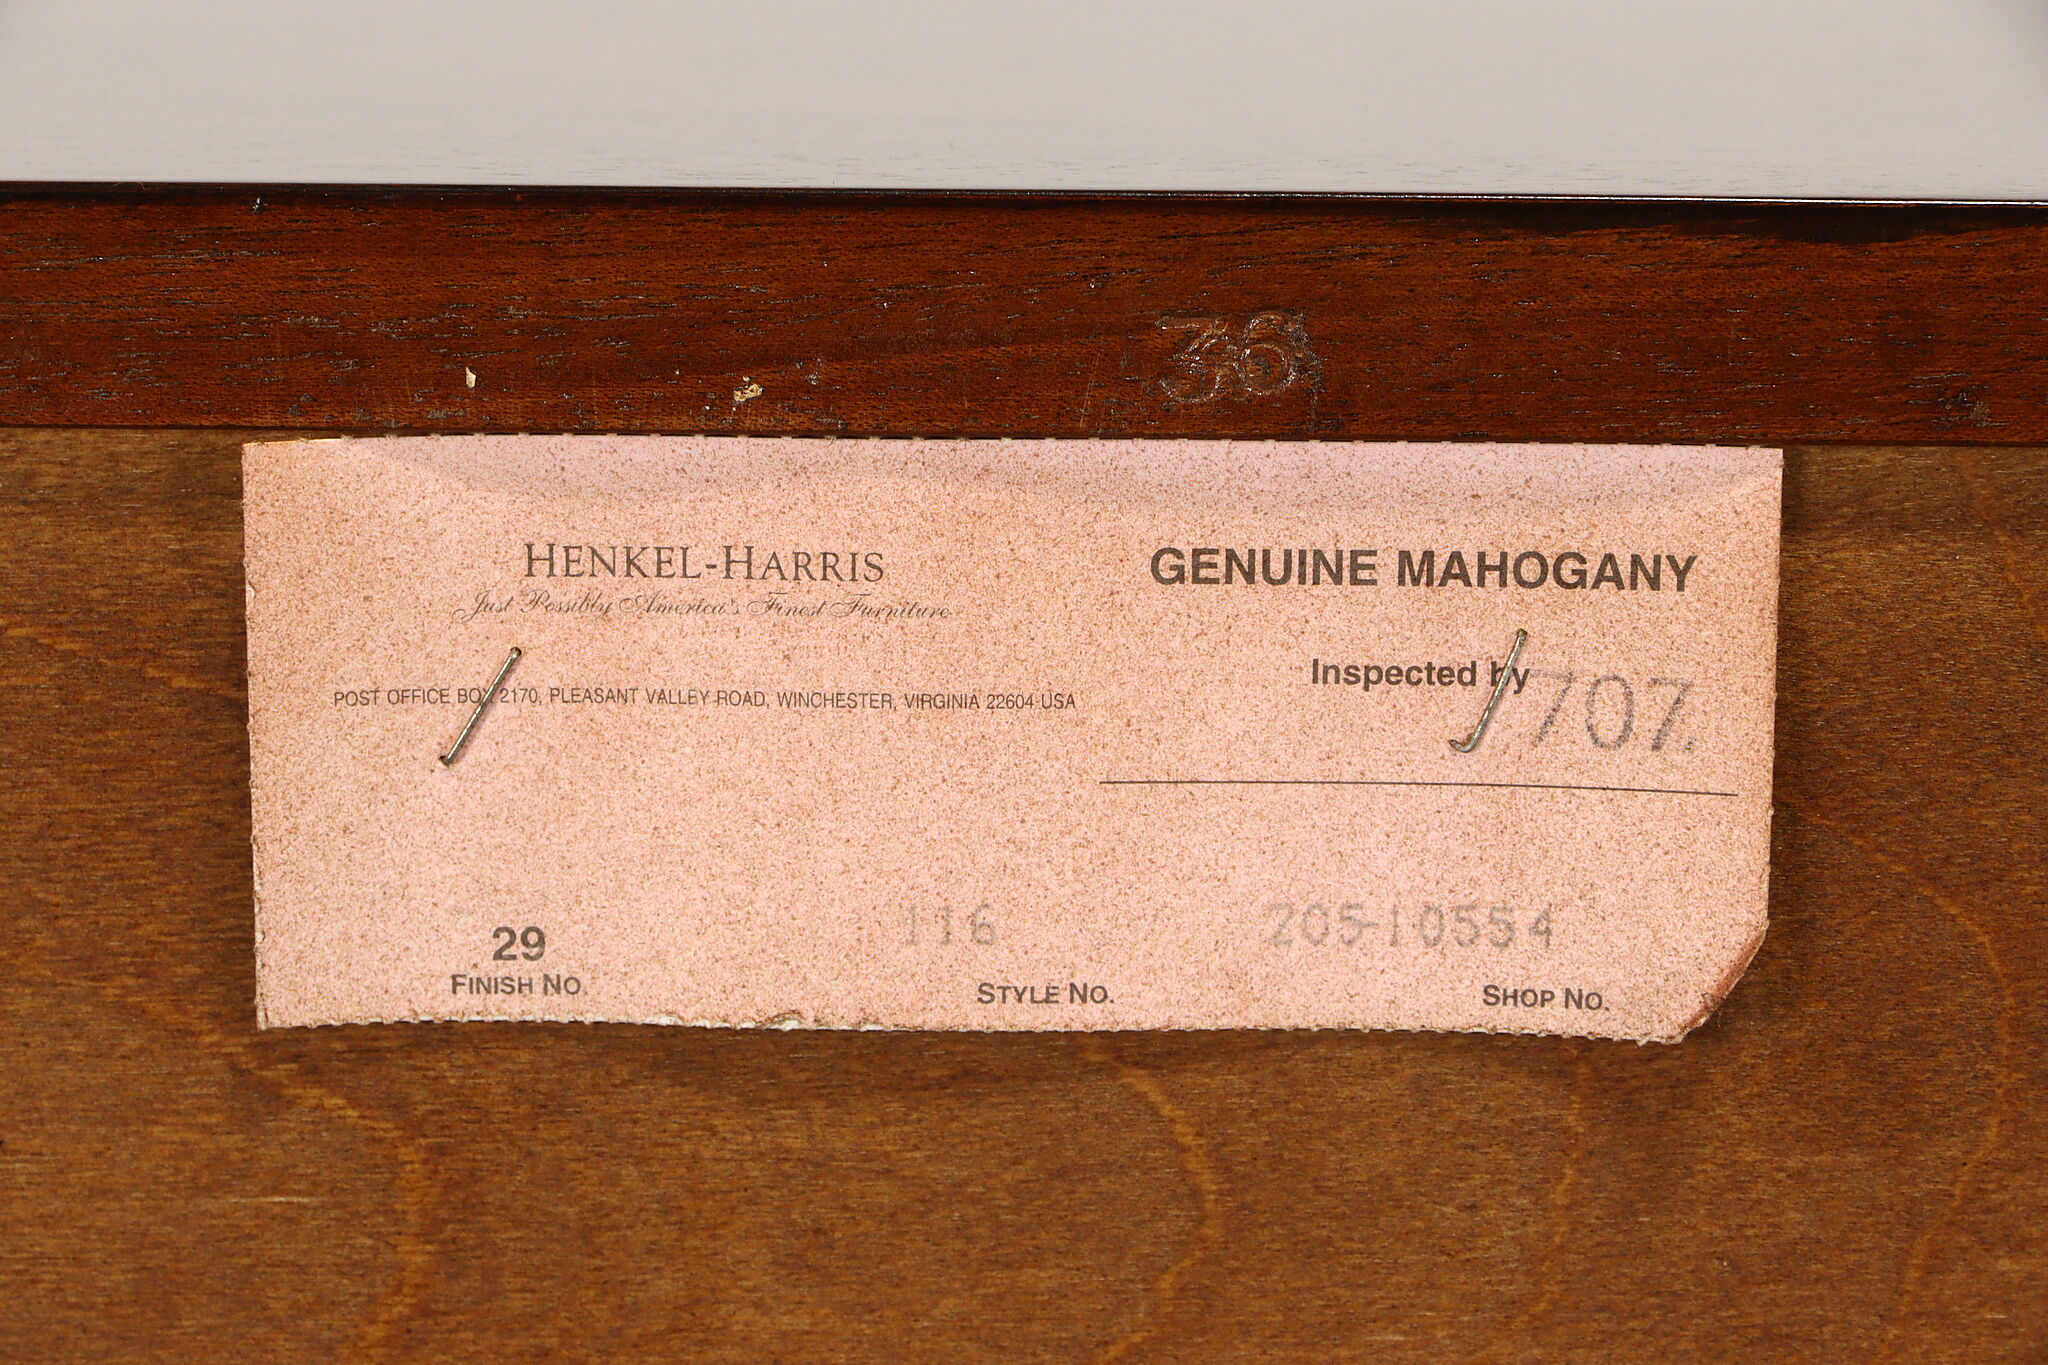 36
HENKEL-HARRIS
Just Possibly America's Finest Furniture
POST OFFICE BOX 2170, PLEASANT VALLEY ROAD, WINCHESTER, VIRGINIA 22604 USA
GENUINE MAHOGANY
Inspected by 707.
29
FINISH NO.
116
STYLE NO.
205-10554
SHOP NO.